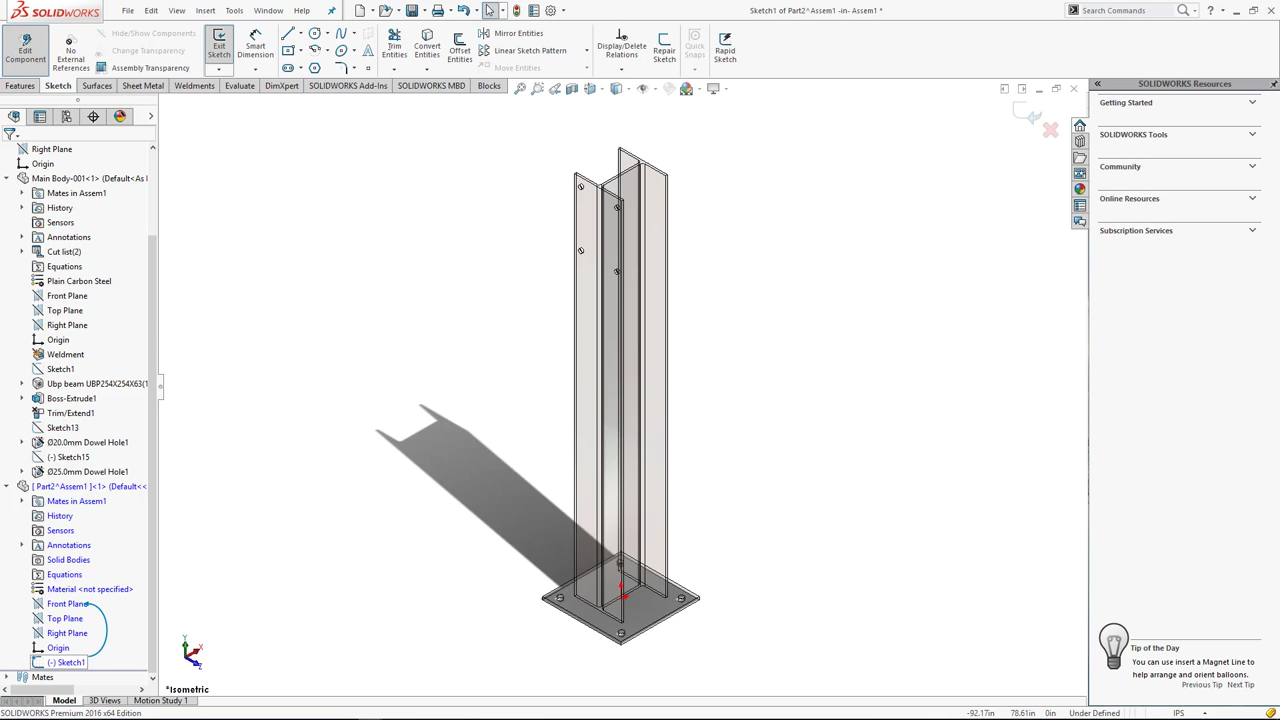 SOLIDWORKS File Edit View Insert Tools Window Help Sketch1 of Part2^Assem1 -in- Assem1 * Search Commands
Edit Component
No External References
Hide/Show Components
Change Transparency
Assembly Transparency
Exit Sketch
Smart Dimension
Trim Entities
Convert Entities
Offset Entities
Mirror Entities
Linear Sketch Pattern
Move Entities
Display/Delete Relations
Repair Sketch
Quick Snaps
Rapid Sketch
Features Sketch Surfaces Sheet Metal Weldments Evaluate DimXpert SOLIDWORKS Add-Ins SOLIDWORKS MBD Blocks
Right Plane
Origin
Main Body-001<1> (Default<As
Mates in Assem1
History
Sensors
Annotations
Cut list(2)
Equations
Plain Carbon Steel
Front Plane
Top Plane
Right Plane
Origin
Weldment
Sketch1
Ubp beam UBP254X254X63(1
Boss-Extrude1
Trim/Extend1
Sketch13
Ø20.0mm Dowel Hole1
(-) Sketch15
Ø25.0mm Dowel Hole1
[ Part2^Assem1 ]<1> (Default<<
Mates in Assem1
History
Sensors
Annotations
Solid Bodies
Equations
Material <not specified>
Front Plane
Top Plane
Right Plane
Origin
(-) Sketch1
Mates
Y
X
Z
*Isometric
SOLIDWORKS Resources
Getting Started
SOLIDWORKS Tools
Community
Online Resources
Subscription Services
Tip of the Day
You can use insert a Magnet Line to
help arrange and orient balloons.
Previous Tip Next Tip
Model 3D Views Motion Study 1
SOLIDWORKS Premium 2016 x64 Edition -92.17in 78.61in 0in Under Defined IPS